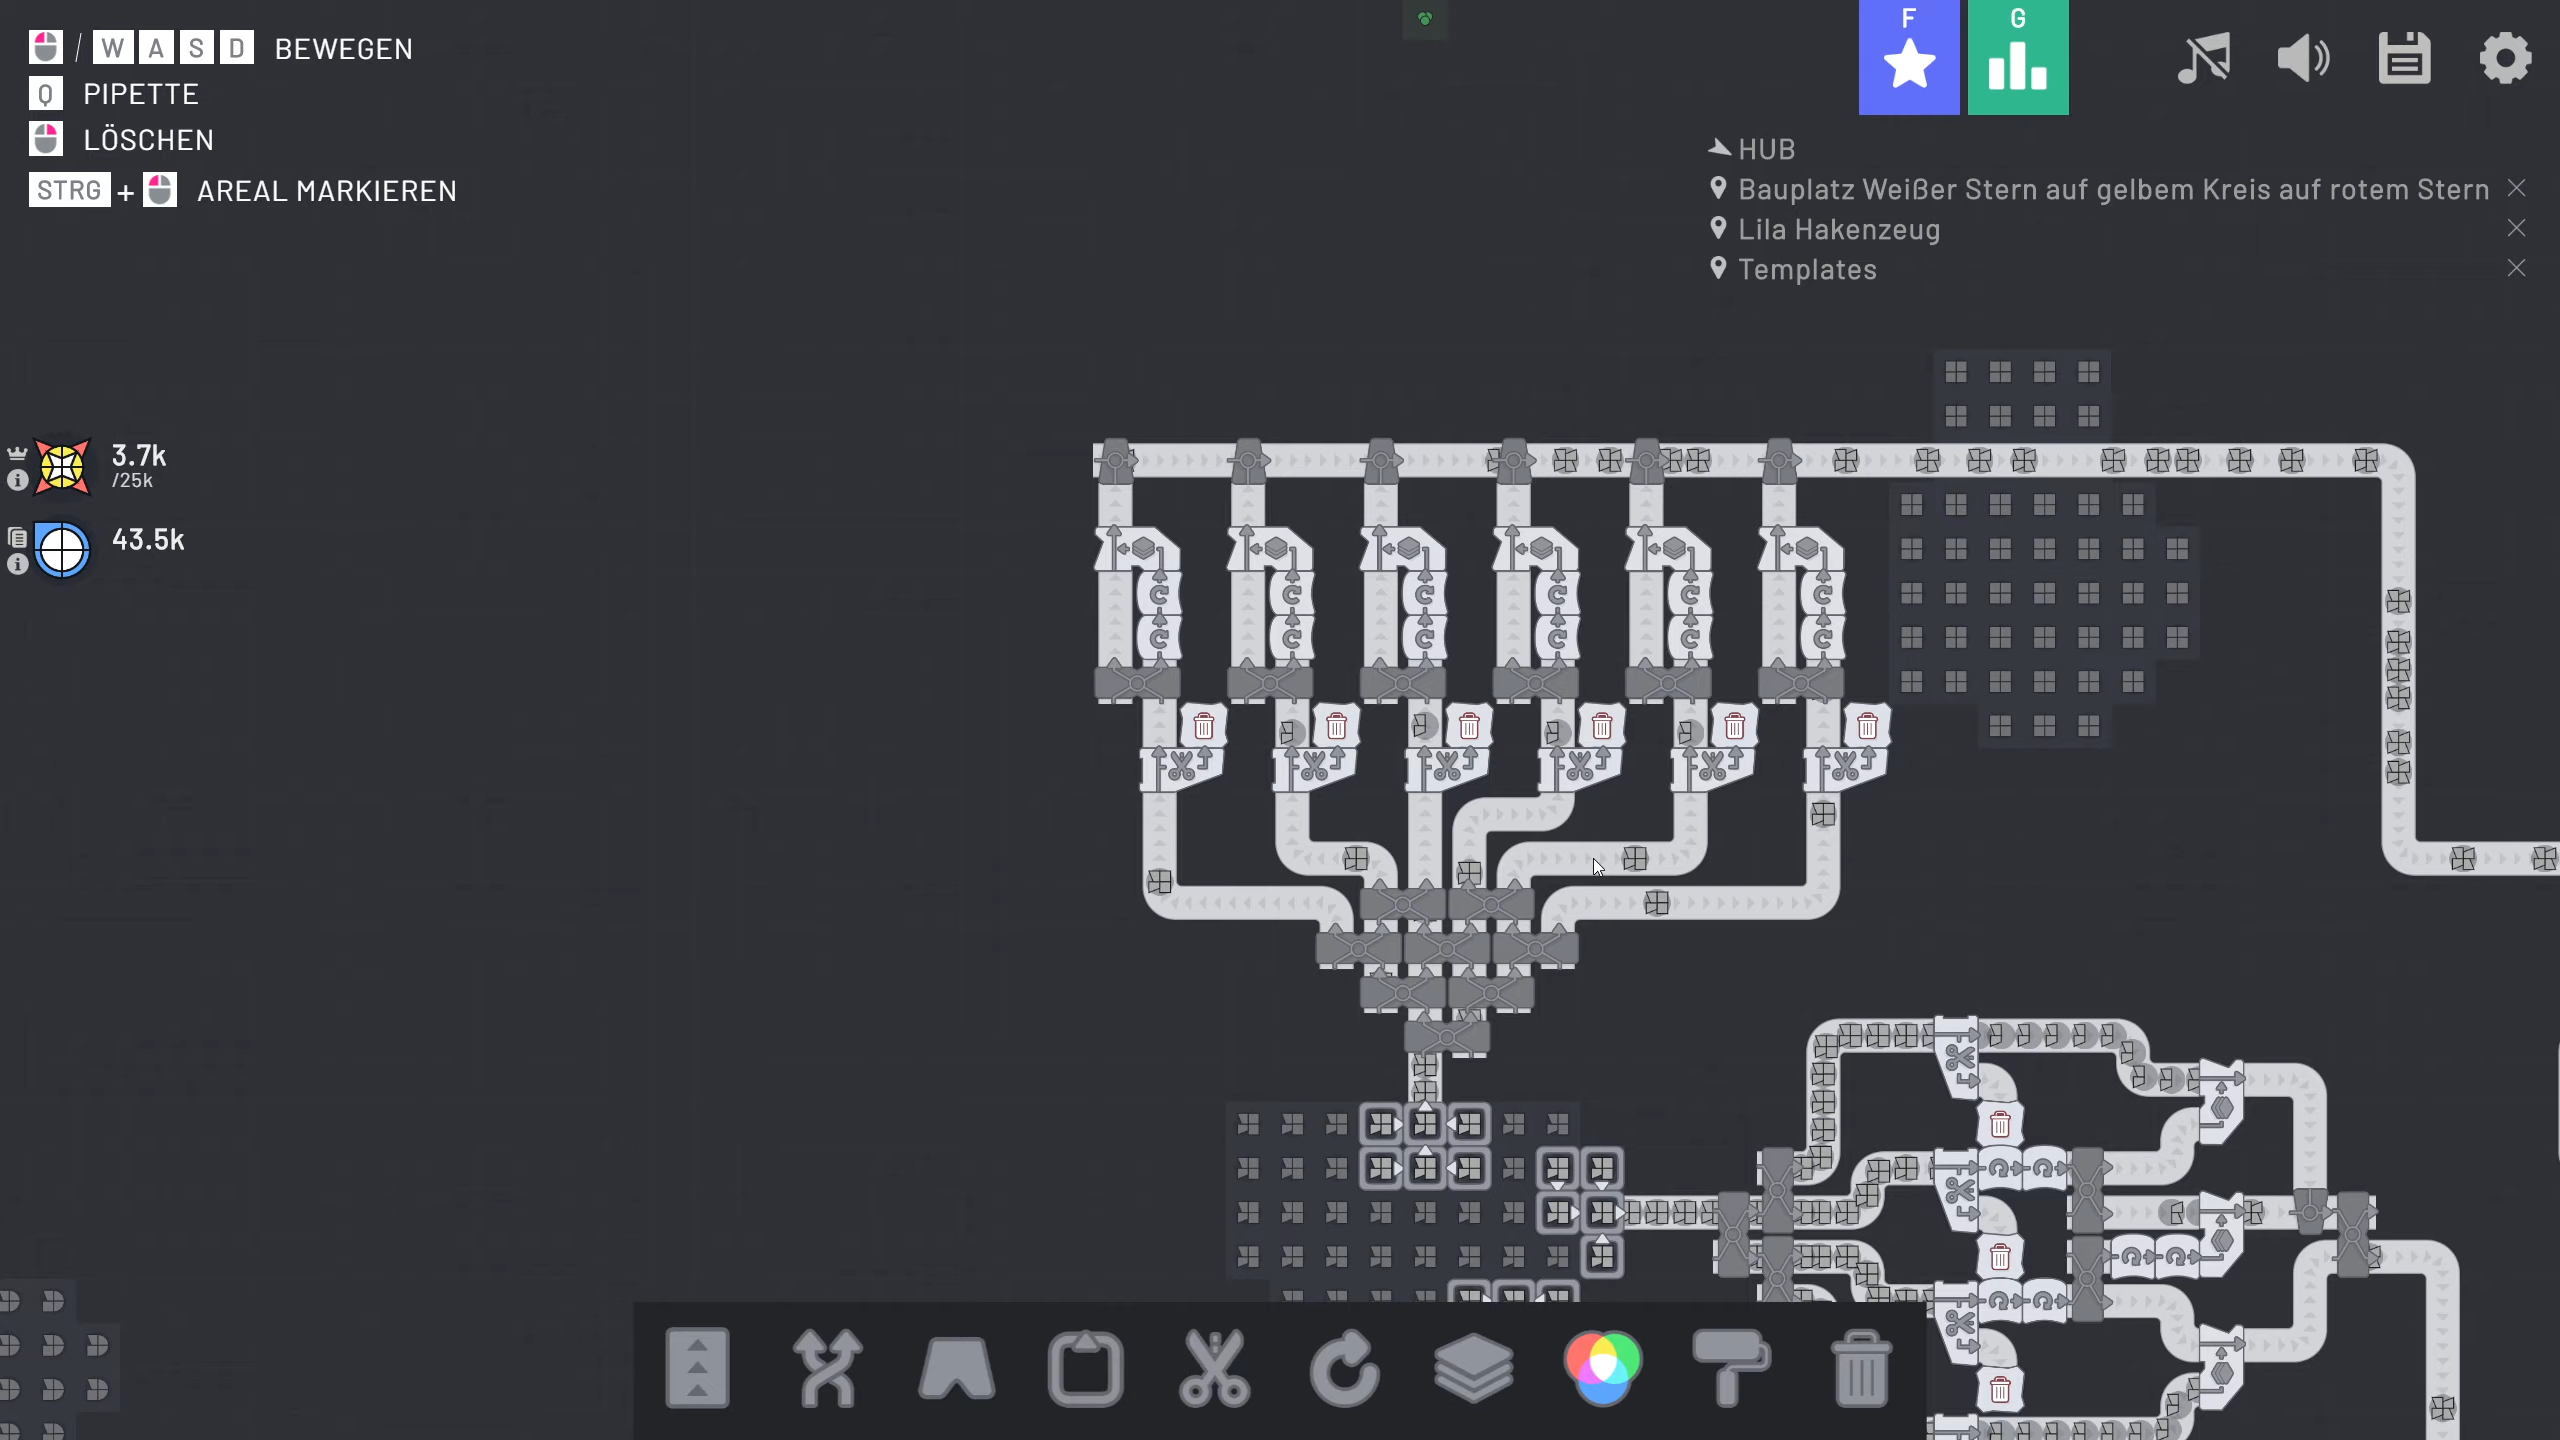 / W A S D BEWEGEN
Q PIPETTE
LÖSCHEN
STRG + AREAL MARKIEREN
F
G
HUB
Bauplatz Weißer Stern auf gelbem Kreis auf rotem Stern
Lila Hakenzeug
Templates
3.7k
/25k
43.5k